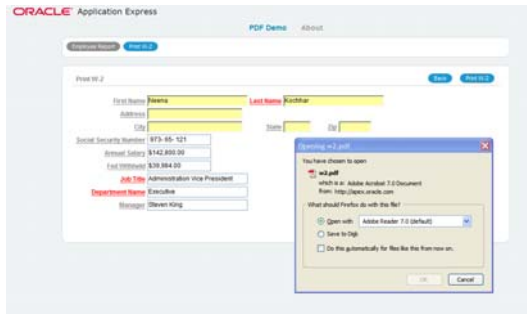 ORACLE Application Express
PDF Demo About
Employee Report Print W-2
Print W-2 Save Print W-2
First Name Neena Last Name Kochhar
Address
City State Zip
Social Security Number 973- 65- 121
Annual Salary $142,800.00
Fed Withheld $39,984.00
Job Title Administration Vice President
Department Name Executive
Manager Steven King
Opening w2.pdf
You have chosen to open
w2.pdf
which is a: Adobe Acrobat 7.0 Document
from: http://apex.oracle.com
What should Firefox do with this file?
Open with Adobe Reader 7.0 (default)
Save to Disk
Do this automatically for files like this from now on.
OK Cancel